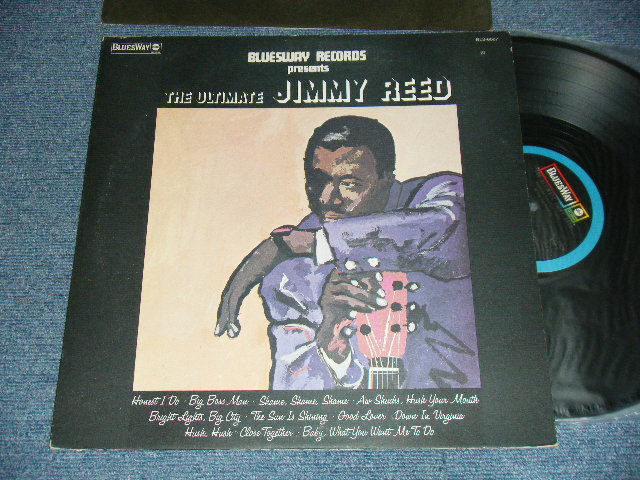 BLUESWAY
BLUESWAY RECORDS
presents
THE ULTIMATE JIMMY REED
BLUESWAY
Honest I Do · Big Boss Man · Shame, Shame, Shame · Aw Shucks, Hush Your Mouth
Bright Lights, Big City · The Sun Is Shining · Good Lover · Down In Virginia
Hush, Hush · Close Together · Baby, What You Want Me To Do